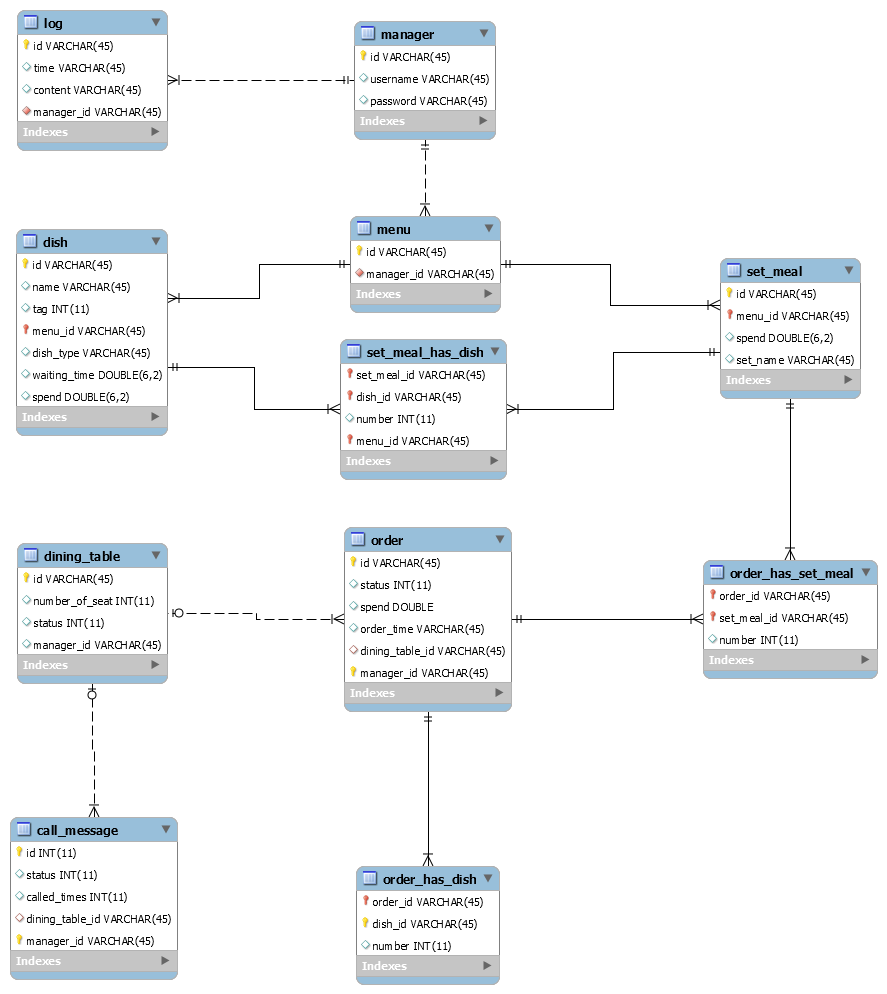 log
id VARCHAR(45)
time VARCHAR(45)
content VARCHAR(45)
manager_id VARCHAR(45)
Indexes
manager
id VARCHAR(45)
username VARCHAR(45)
password VARCHAR(45)
Indexes
dish
id VARCHAR(45)
name VARCHAR(45)
tag INT(11)
menu_id VARCHAR(45)
dish_type VARCHAR(45)
waiting_time DOUBLE(6,2)
spend DOUBLE(6,2)
Indexes
menu
id VARCHAR(45)
manager_id VARCHAR(45)
Indexes
set_meal
id VARCHAR(45)
menu_id VARCHAR(45)
spend DOUBLE(6,2)
set_name VARCHAR(45)
Indexes
set_meal_has_dish
set_meal_id VARCHAR(45)
dish_id VARCHAR(45)
number INT(11)
menu_id VARCHAR(45)
Indexes
dining_table
id VARCHAR(45)
number_of_seat INT(11)
status INT(11)
manager_id VARCHAR(45)
Indexes
order
id VARCHAR(45)
status INT(11)
spend DOUBLE
order_time VARCHAR(45)
dining_table_id VARCHAR(45)
manager_id VARCHAR(45)
Indexes
order_has_set_meal
order_id VARCHAR(45)
set_meal_id VARCHAR(45)
number INT(11)
Indexes
call_message
id INT(11)
status INT(11)
called_times INT(11)
dining_table_id VARCHAR(45)
manager_id VARCHAR(45)
Indexes
order_has_dish
order_id VARCHAR(45)
dish_id VARCHAR(45)
number INT(11)
Indexes